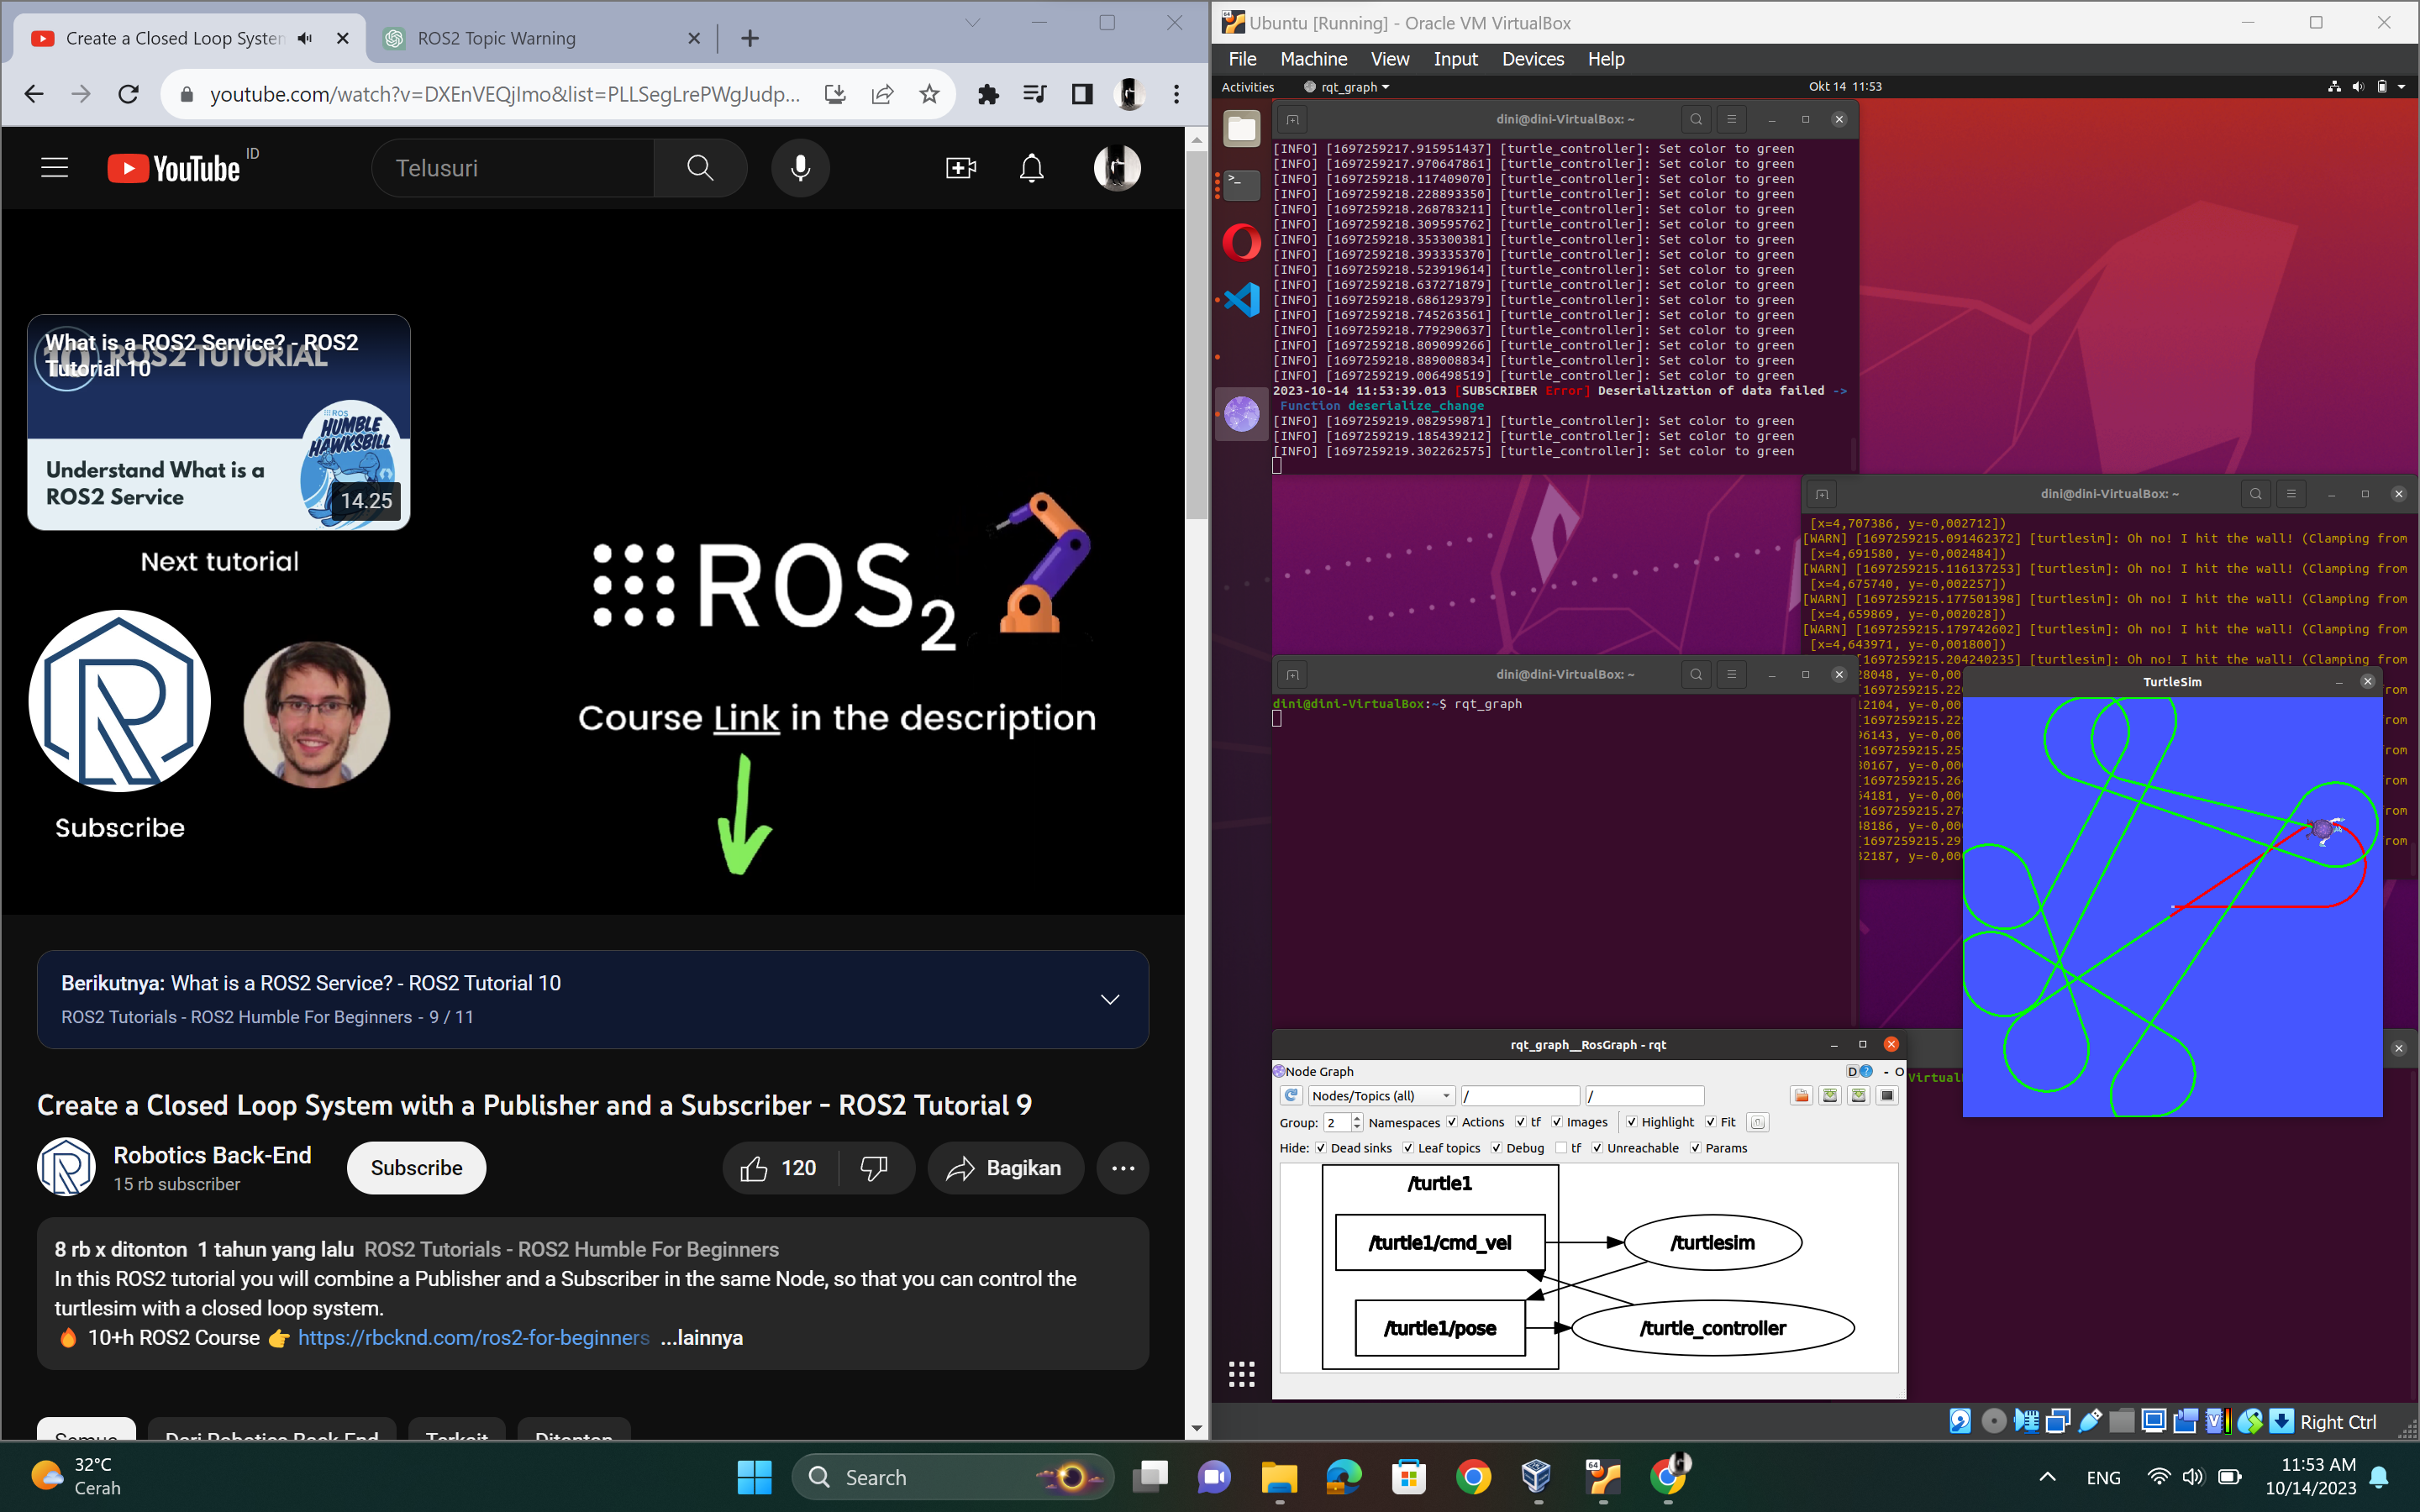 Create a Closed Loop System
ROS2 Topic Warning
youtube.com/watch?v=DXEnVEQjImo&list=PLLSegLrePWgJudp...
YouTube ID
Telusuri
What is a ROS2 Service? - ROS2
Tutorial 10
10 ROS2 TUTORIAL
ROS
HUMBLE
HAWKSBILL
Understand What is a
ROS2 Service
14.25
Next tutorial
Subscribe
ROS2
Course Link in the description
Berikutnya: What is a ROS2 Service? - ROS2 Tutorial 10
ROS2 Tutorials - ROS2 Humble For Beginners - 9 / 11
Create a Closed Loop System with a Publisher and a Subscriber - ROS2 Tutorial 9
Robotics Back-End
15 rb subscriber
Subscribe
120
Bagikan
8 rb x ditonton 1 tahun yang lalu ROS2 Tutorials - ROS2 Humble For Beginners
In this ROS2 tutorial you will combine a Publisher and a Subscriber in the same Node, so that you can control the
turtlesim with a closed loop system.
🔥 10+h ROS2 Course 👉 https://rbcknd.com/ros2-for-beginners ...lainnya
Semua Dari Robotics Back-End Terkait Ditonton
Ubuntu [Running] - Oracle VM VirtualBox
File Machine View Input Devices Help
Activities rqt_graph Okt 14 11:53
dini@dini-VirtualBox: ~
[INFO] [1697259217.915951437] [turtle_controller]: Set color to green
[INFO] [1697259217.970647861] [turtle_controller]: Set color to green
[INFO] [1697259218.117409070] [turtle_controller]: Set color to green
[INFO] [1697259218.228893350] [turtle_controller]: Set color to green
[INFO] [1697259218.268783211] [turtle_controller]: Set color to green
[INFO] [1697259218.309595762] [turtle_controller]: Set color to green
[INFO] [1697259218.353300381] [turtle_controller]: Set color to green
[INFO] [1697259218.393335370] [turtle_controller]: Set color to green
[INFO] [1697259218.523919614] [turtle_controller]: Set color to green
[INFO] [1697259218.637271879] [turtle_controller]: Set color to green
[INFO] [1697259218.686129379] [turtle_controller]: Set color to green
[INFO] [1697259218.745263561] [turtle_controller]: Set color to green
[INFO] [1697259218.779290637] [turtle_controller]: Set color to green
[INFO] [1697259218.809099266] [turtle_controller]: Set color to green
[INFO] [1697259218.889008834] [turtle_controller]: Set color to green
[INFO] [1697259219.006498519] [turtle_controller]: Set color to green
2023-10-14 11:53:39.013 [SUBSCRIBER Error] Deserialization of data failed ->
Function deserialize_change
[INFO] [1697259219.082959871] [turtle_controller]: Set color to green
[INFO] [1697259219.185439212] [turtle_controller]: Set color to green
[INFO] [1697259219.302262575] [turtle_controller]: Set color to green
dini@dini-VirtualBox: ~
[x=4,707386, y=-0,002712])
[WARN] [1697259215.091462372] [turtlesim]: Oh no! I hit the wall! (Clamping from
[x=4,691580, y=-0,002484])
[WARN] [1697259215.116137253] [turtlesim]: Oh no! I hit the wall! (Clamping from
[x=4,675740, y=-0,002257])
[WARN] [1697259215.177501398] [turtlesim]: Oh no! I hit the wall! (Clamping from
[x=4,659869, y=-0,002028])
[WARN] [1697259215.179742602] [turtlesim]: Oh no! I hit the wall! (Clamping from
[x=4,643971, y=-0,001800])
[1697259215.204240235] [turtlesim]: Oh no! I hit the wall! (Clamping from
dini@dini-VirtualBox: ~
dini@dini-VirtualBox:~$ rqt_graph
TurtleSim
rqt_graph__RosGraph - rqt
Node Graph D - O
Nodes/Topics (all) / /
Group: 2 Namespaces Actions tf Images Highlight Fit
Hide: Dead sinks Leaf topics Debug tf Unreachable Params
/turtle1
/turtle1/cmd_vel
/turtlesim
/turtle1/pose
/turtle_controller
Right Ctrl
32°C
Cerah
Search
ENG
11:53 AM
10/14/2023